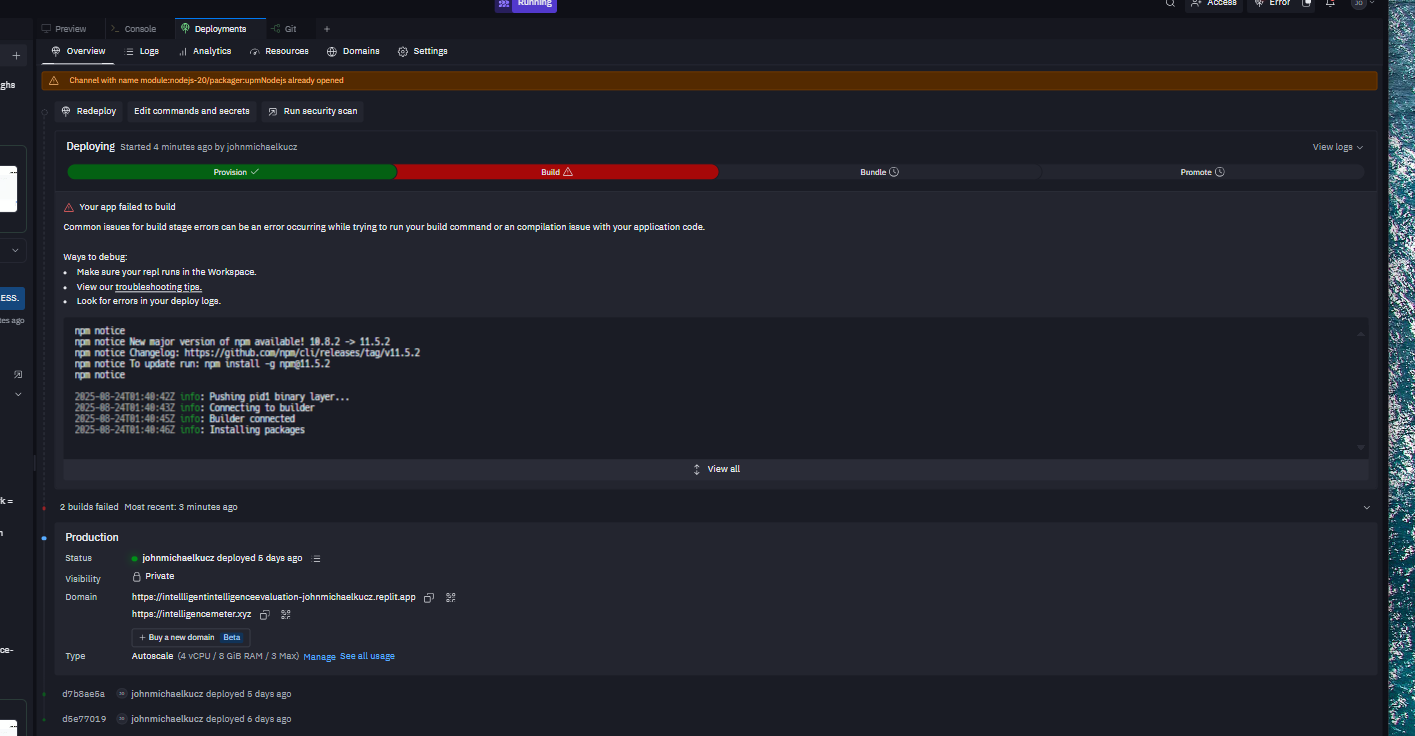 Running
Access
Error
JO
Preview
Console
Deployments
Git
Overview
Logs
Analytics
Resources
Domains
Settings
ghs
Channel with name module:nodejs-20/packager:upmNodejs already opened
Redeploy
Edit commands and secrets
Run security scan
Deploying Started 4 minutes ago by johnmichaelkucz
View logs
Provision
Build
Bundle
Promote
Your app failed to build
Common issues for build stage errors can be an error occurring while trying to run your build command or an compilation issue with your application code.
Ways to debug:
• Make sure your repl runs in the Workspace.
• View our troubleshooting tips.
• Look for errors in your deploy logs.
ESS.
es ago
npm notice
npm notice New major version of npm available! 10.8.2 -> 11.5.2
npm notice Changelog: https://github.com/npm/cli/releases/tag/v11.5.2
npm notice To update run: npm install -g npm@11.5.2
npm notice
2025-08-24T01:40:42Z info: Pushing pid1 binary layer...
2025-08-24T01:40:43Z info: Connecting to builder
2025-08-24T01:40:45Z info: Builder connected
2025-08-24T01:40:46Z info: Installing packages
View all
k =
2 builds failed Most recent: 3 minutes ago
Production
Status johnmichaelkucz deployed 5 days ago
Visibility Private
Domain https://intellligentintelligenceevaluation-johnmichaelkucz.replit.app
https://intelligencemeter.xyz
+ Buy a new domain Beta
ce-
Type Autoscale (4 vCPU / 8 GiB RAM / 3 Max) Manage See all usage
d7b8ae5a johnmichaelkucz deployed 5 days ago
d5e77019 johnmichaelkucz deployed 6 days ago